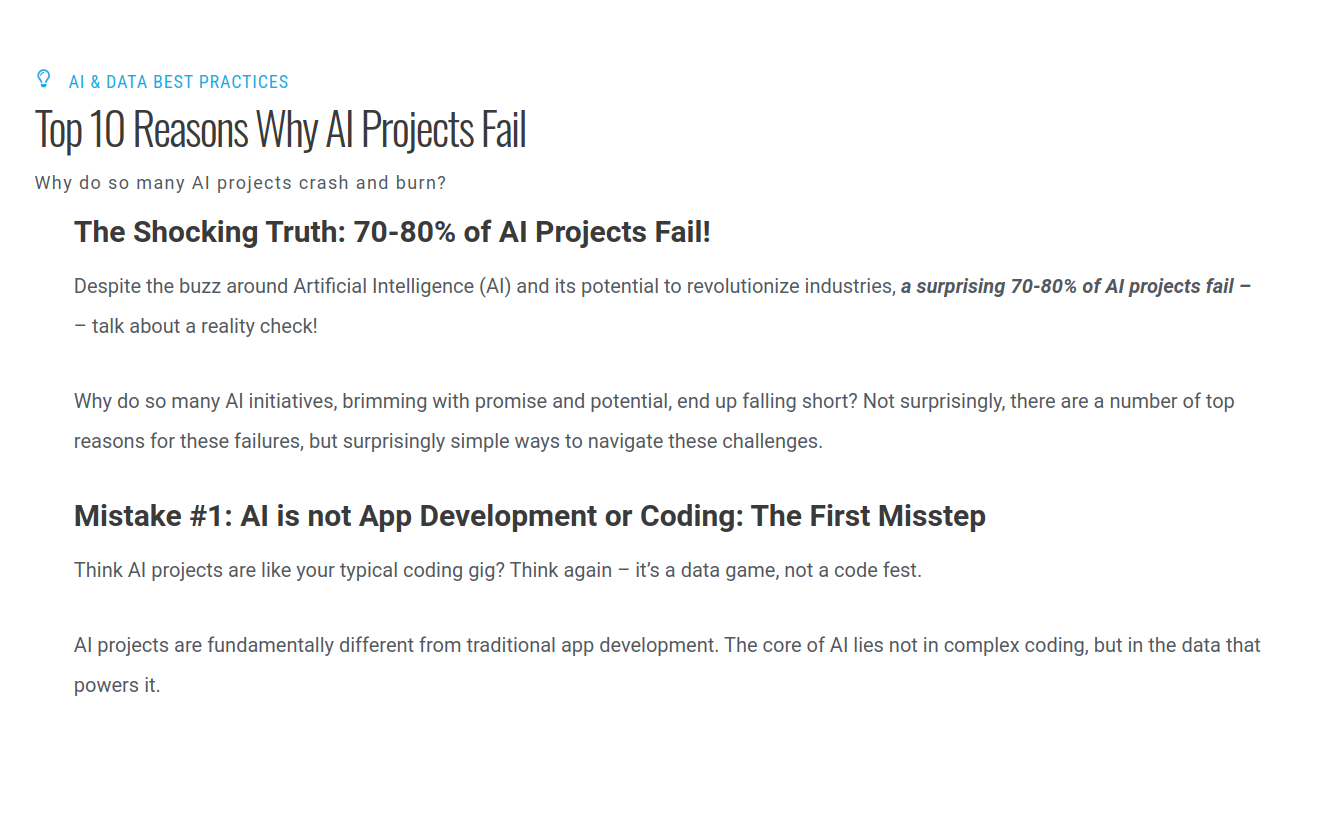 AI & DATA BEST PRACTICES
Top 10 Reasons Why AI Projects Fail
Why do so many AI projects crash and burn?
The Shocking Truth: 70-80% of AI Projects Fail!
Despite the buzz around Artificial Intelligence (AI) and its potential to revolutionize industries, a surprising 70-80% of AI projects fail –
– talk about a reality check!
Why do so many AI initiatives, brimming with promise and potential, end up falling short? Not surprisingly, there are a number of top
reasons for these failures, but surprisingly simple ways to navigate these challenges.
Mistake #1: AI is not App Development or Coding: The First Misstep
Think AI projects are like your typical coding gig? Think again – it’s a data game, not a code fest.
AI projects are fundamentally different from traditional app development. The core of AI lies not in complex coding, but in the data that
powers it.